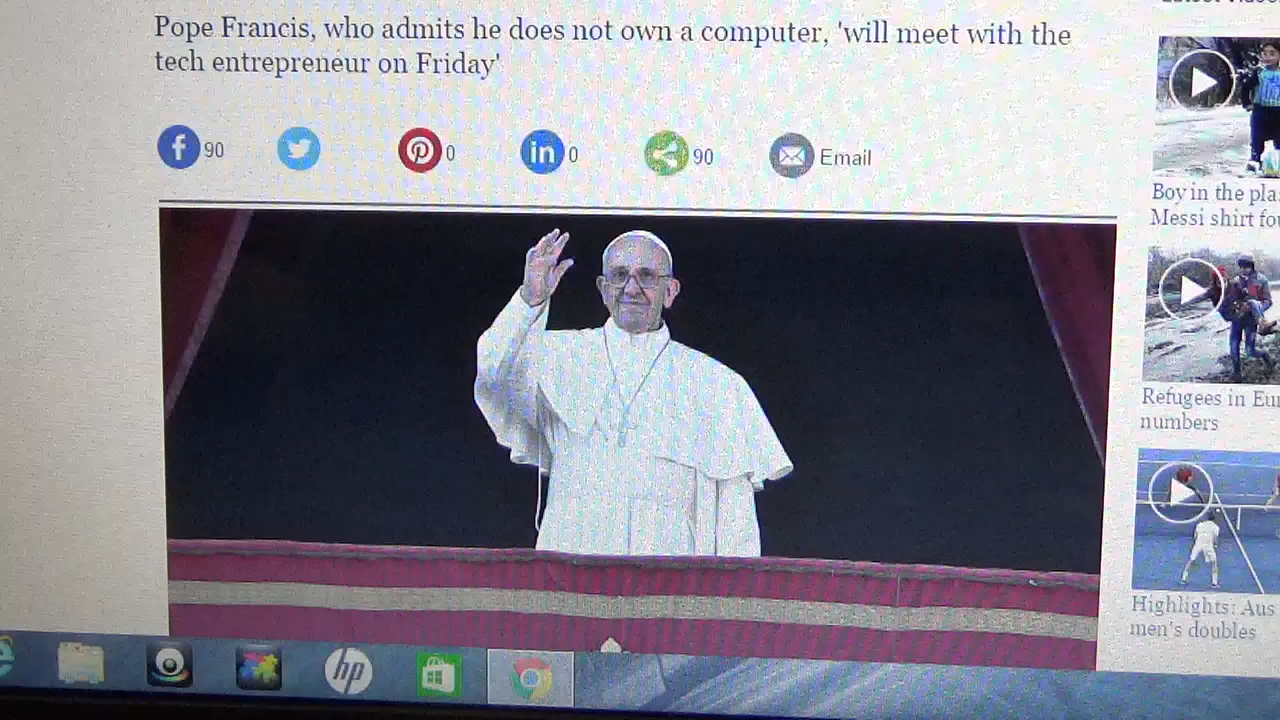 Pope Francis, who admits he does not own a computer, 'will meet with the
tech entrepreneur on Friday'
f 90
in 0
0
90
Email
Boy in the pla
Messi shirt fo
Refugees in Eu
numbers
Highlights: Aus
men's doubles
hp